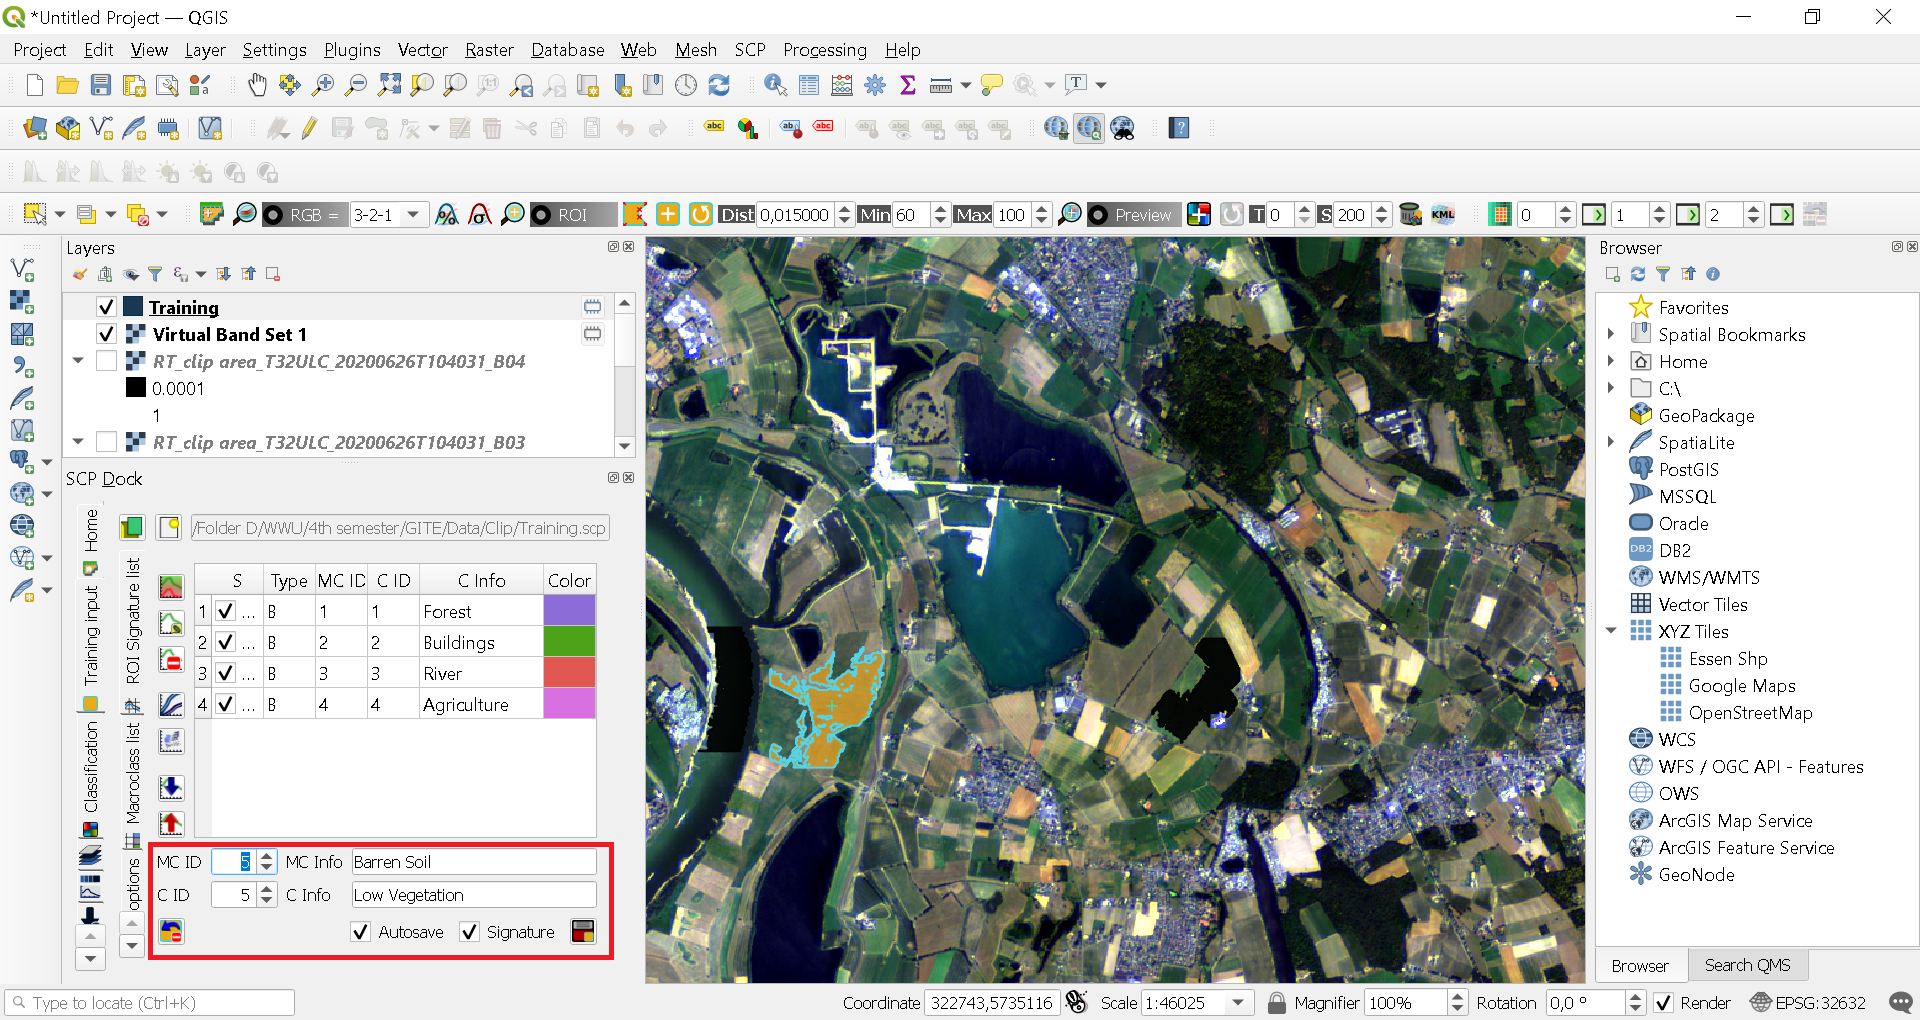 *Untitled Project — QGIS
Project Edit View Layer Settings Plugins Vector Raster Database Web Mesh SCP Processing Help
RGB = 3-2-1 ROI Dist 0,015000 Min 60 Max 100 Preview T 0 S 200 KML 0 1 2
Layers
Training
Virtual Band Set 1
RT_clip area_T32ULC_20200626T104031_B04
0.0001
1
RT_clip area_T32ULC_20200626T104031_B03
SCP Dock
/Folder D/WWU/4th semester/GITE/Data/Clip/Training.scp
Home
Training input
Classification
ROI Signature list
Macroclass list
options
S Type MC ID C ID C Info Color
1 ... B 1 1 Forest
2 ... B 2 2 Buildings
3 ... B 3 3 River
4 ... B 4 4 Agriculture
MC ID 5 MC Info Barren Soil
C ID 5 C Info Low Vegetation
Autosave Signature
Browser
Favorites
Spatial Bookmarks
Home
C:\
GeoPackage
SpatiaLite
PostGIS
MSSQL
Oracle
DB2 DB2
WMS/WMTS
Vector Tiles
XYZ Tiles
Essen Shp
Google Maps
OpenStreetMap
WCS
WFS / OGC API - Features
OWS
ArcGIS Map Service
ArcGIS Feature Service
GeoNode
Browser Search QMS
Type to locate (Ctrl+K) Coordinate 322743,5735116 Scale 1:46025 Magnifier 100% Rotation 0,0 ° Render EPSG:32632